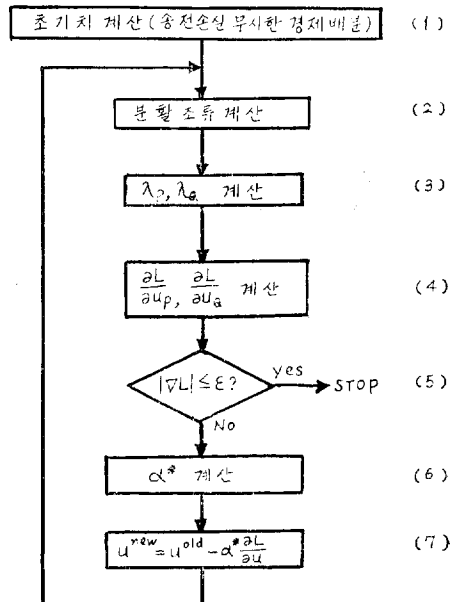 초기치 계산 (송전손실 무시한 경제배분) (1)
분활 조류 계산 (2)
λP, λQ 계산 (3)
∂L/∂uP, ∂L/∂uQ 계산 (4)
|∇L| ≤ ε? yes STOP (5)
No
α* 계산 (6)
u^new = u^old - α* ∂L/∂u (7)